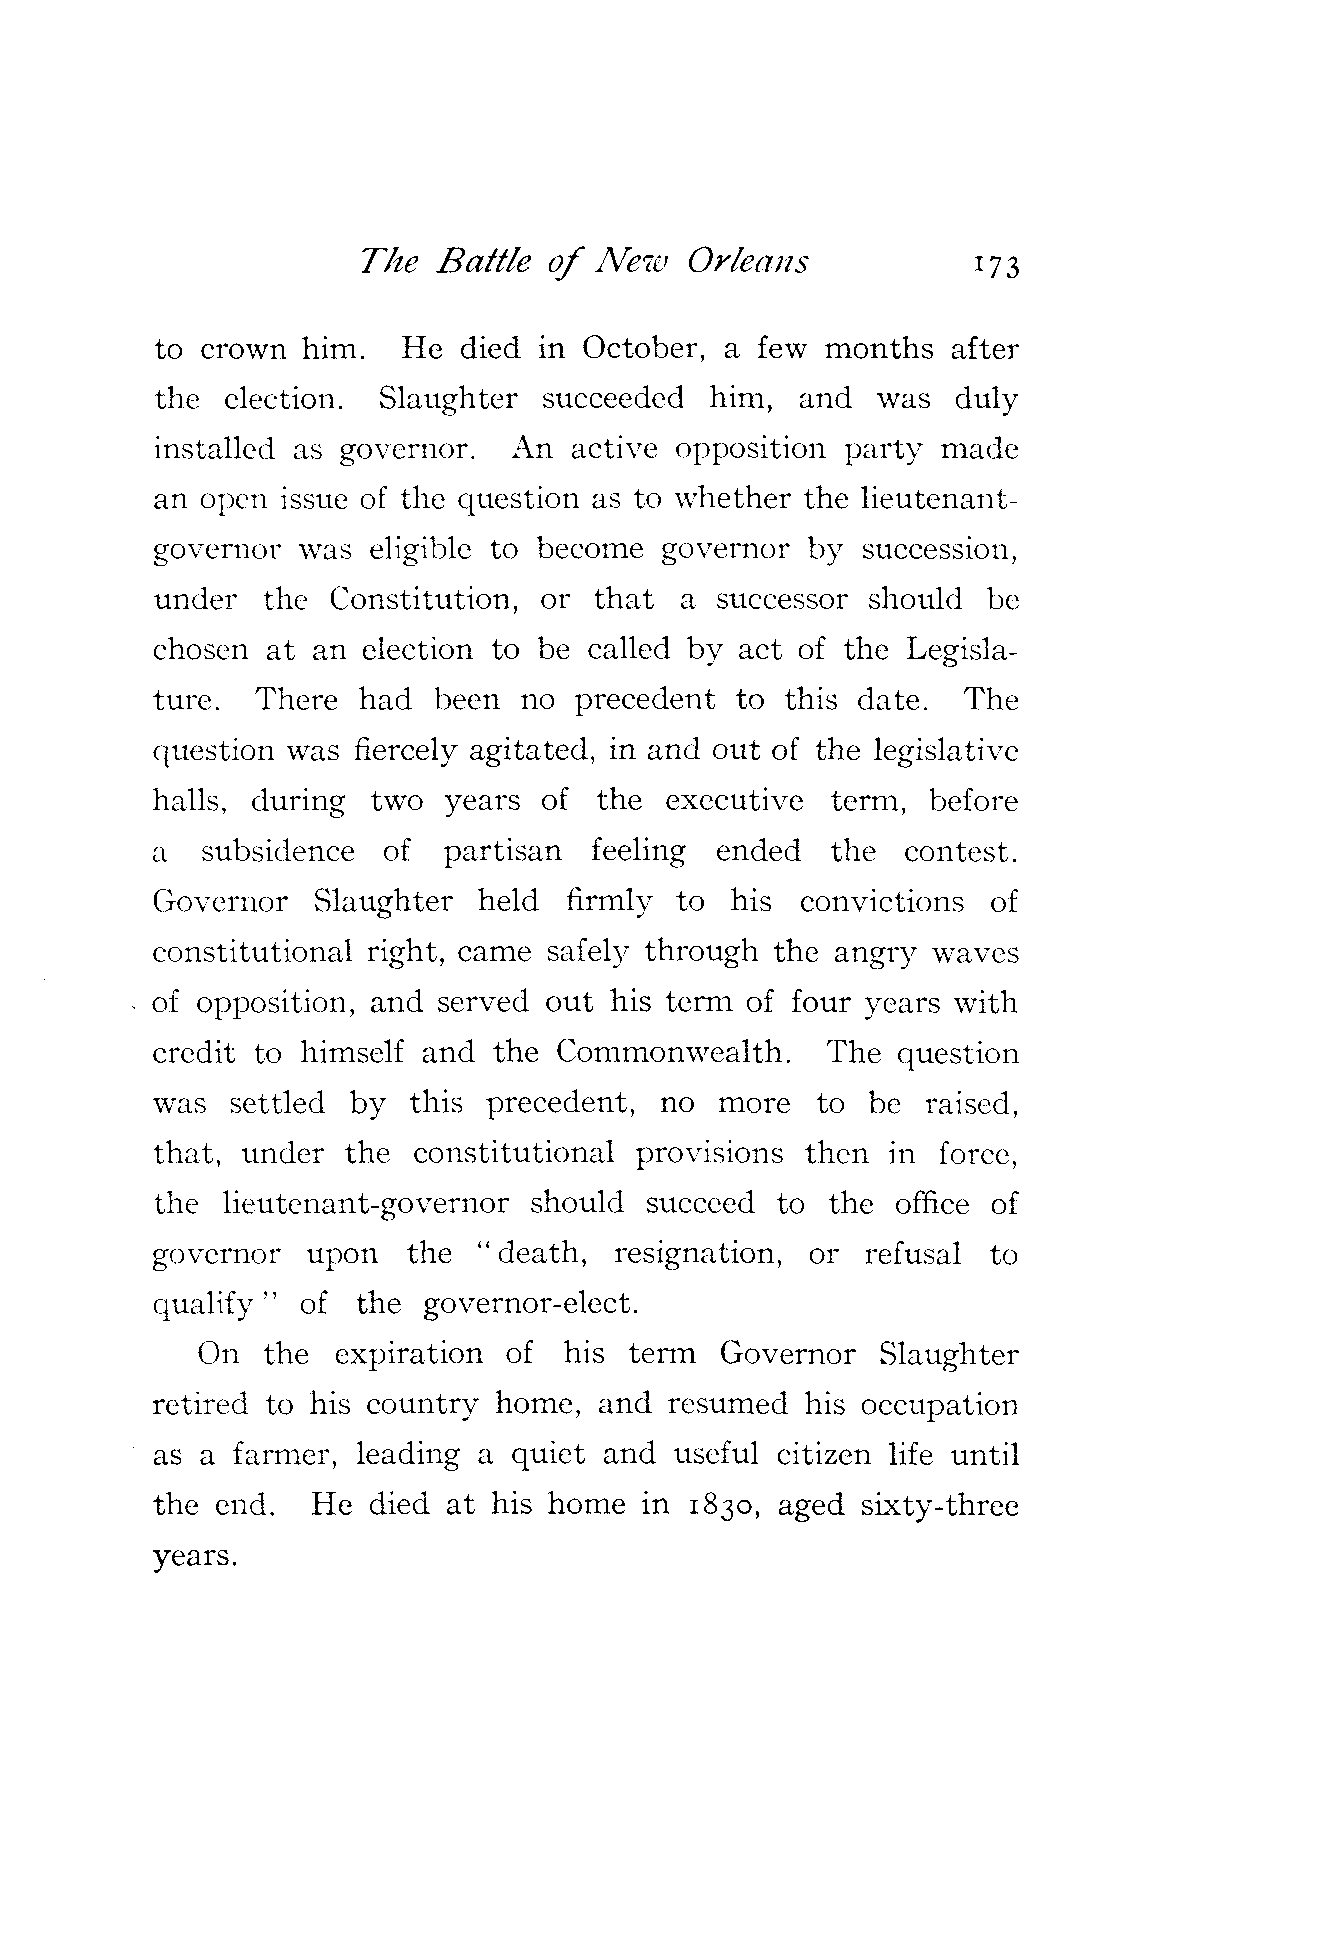 The Battle of New Orleans 173
to crown him. He died in October, a few months after
the election. Slaughter succeeded him, and was duly
installed as governor. An active opposition party made
an open issue of the question as to whether the lieutenant-
governor was eligible to become governor by succession,
under the Constitution, or that a successor should be
chosen at an election to be called by act of the Legisla-
ture. There had been no precedent to this date. The
question was fiercely agitated, in and out of the legislative
halls, during two years of the executive term, before
a subsidence of partisan feeling ended the contest.
Governor Slaughter held firmly to his convictions of
constitutional right, came safely through the angry waves
of opposition, and served out his term of four years with
credit to himself and the Commonwealth. The question
was settled by this precedent, no more to be raised,
that, under the constitutional provisions then in force,
the lieutenant-governor should succeed to the office of
governor upon the “death, resignation, or refusal to
qualify” of the governor-elect.
On the expiration of his term Governor Slaughter
retired to his country home, and resumed his occupation
as a farmer, leading a quiet and useful citizen life until
the end. He died at his home in 1830, aged sixty-three
years.